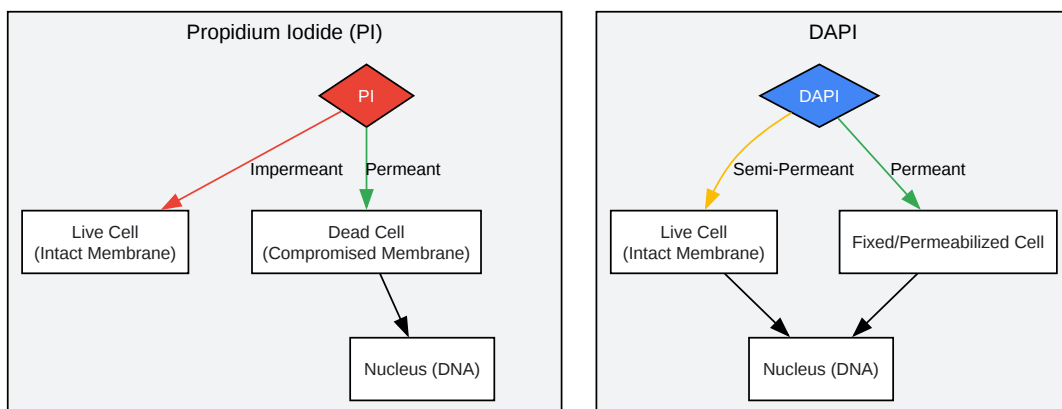 Propidium Iodide (PI)
PI
Impermeant
Permeant
Live Cell
(Intact Membrane)
Dead Cell
(Compromised Membrane)
Nucleus (DNA)
DAPI
DAPI
Semi-Permeant
Permeant
Live Cell
(Intact Membrane)
Fixed/Permeabilized Cell
Nucleus (DNA)